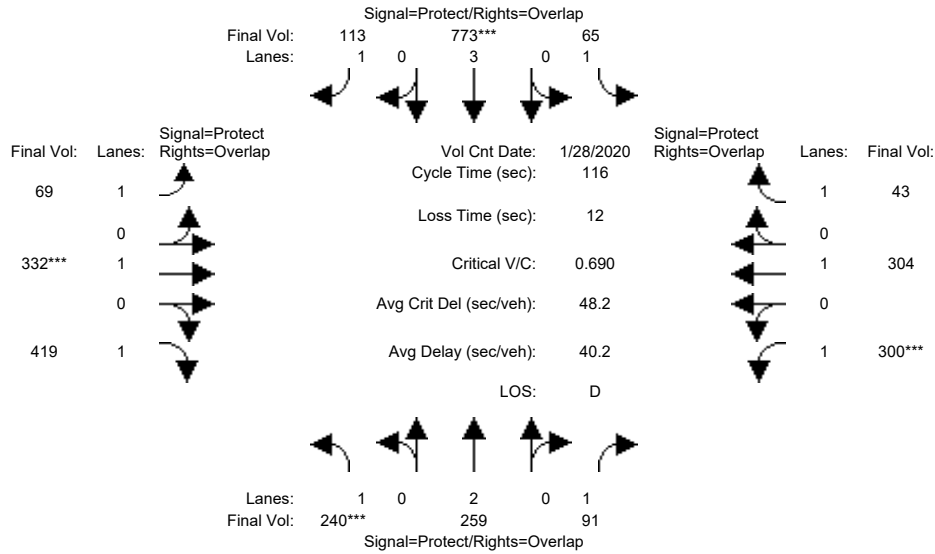 Signal=Protect/Rights=Overlap
Final Vol: 113 773*** 65
Lanes: 1 0 3 0 1
Signal=Protect Signal=Protect
Final Vol: Lanes: Rights=Overlap Vol Cnt Date: 1/28/2020 Rights=Overlap Lanes: Final Vol:
Cycle Time (sec): 116
69 1 1 43
Loss Time (sec): 12
0 0
332*** 1 Critical V/C: 0.690 1 304
0 Avg Crit Del (sec/veh): 48.2 0
419 1 Avg Delay (sec/veh): 40.2 1 300***
LOS: D
Lanes: 1 0 2 0 1
Final Vol: 240*** 259 91
Signal=Protect/Rights=Overlap